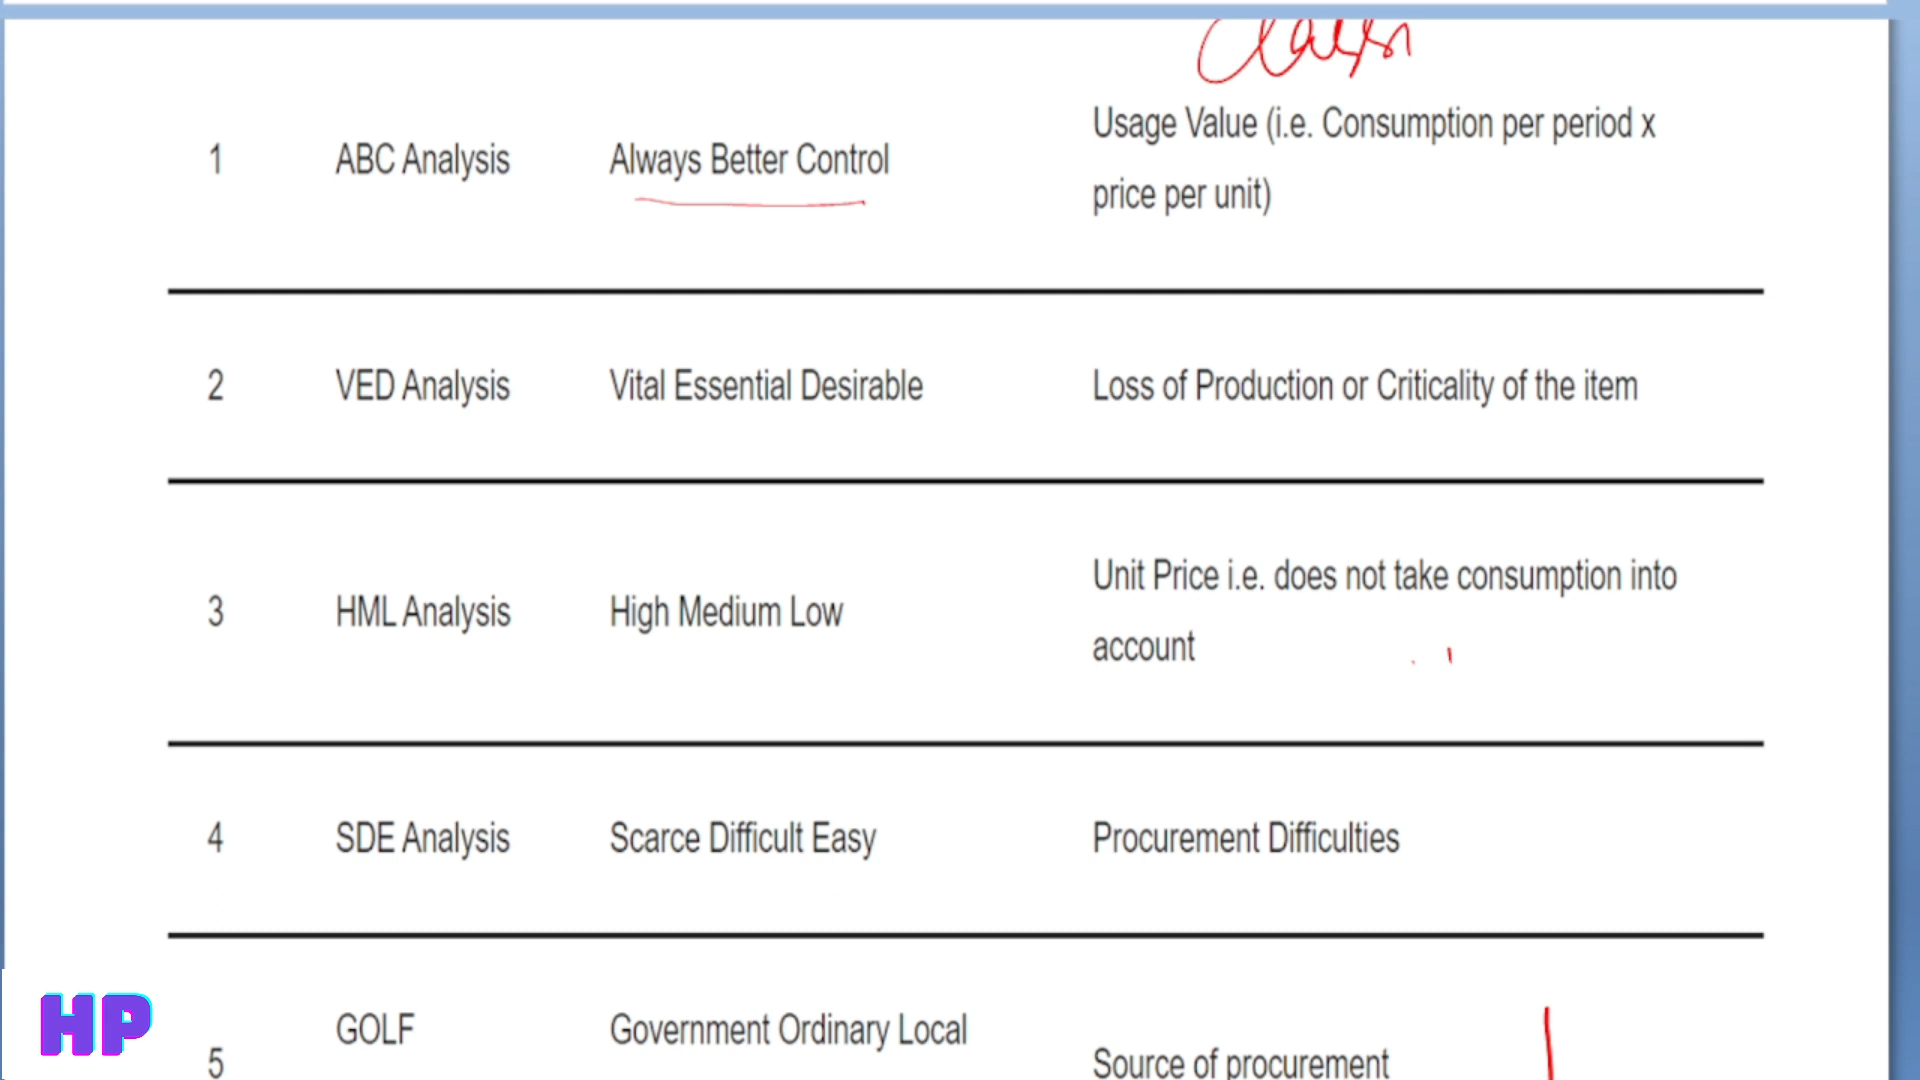 1 ABC Analysis Always Better Control Usage Value (i.e. Consumption per period x
price per unit)
2 VED Analysis Vital Essential Desirable Loss of Production or Criticality of the item
3 HML Analysis High Medium Low Unit Price i.e. does not take consumption into
account
4 SDE Analysis Scarce Difficult Easy Procurement Difficulties
GOLF Government Ordinary Local
5 Source of procurement
HP